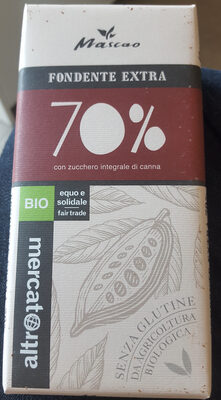 Mascao
FONDENTE EXTRA
70%
con zucchero integrale di canna
BIO
equo e
solidale
fair trade
altromercato
SENZA GLUTINE
DA AGRICOLTURA
BIOLOGICA